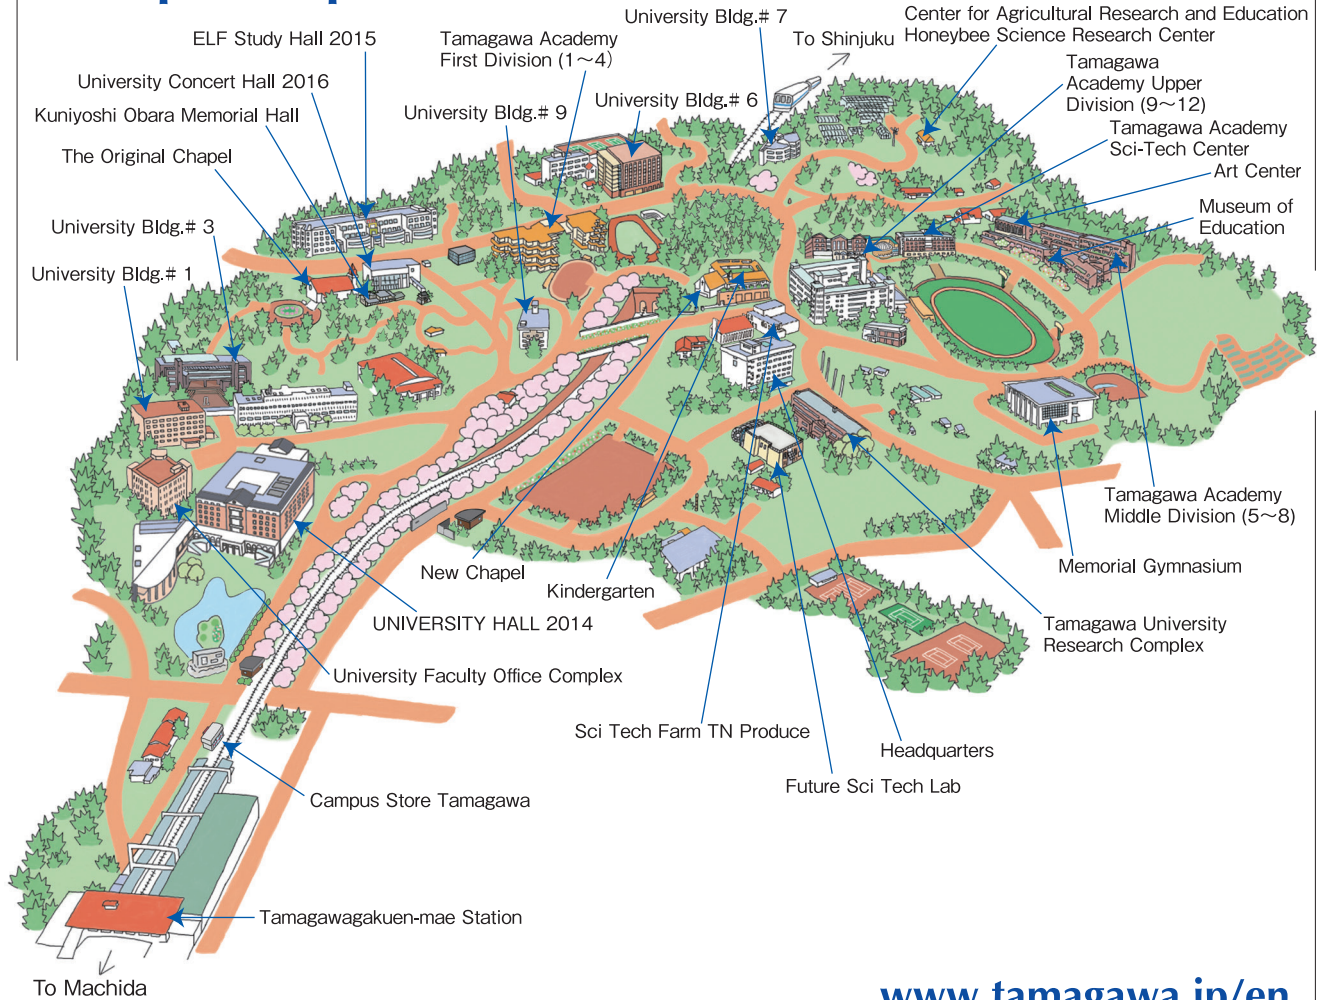 University Bldg.# 7
Center for Agricultural Research and Education
Honeybee Science Research Center
To Shinjuku
ELF Study Hall 2015
Tamagawa Academy
First Division (1～4)
Tamagawa
Academy Upper
Division (9～12)
University Concert Hall 2016
Kuniyoshi Obara Memorial Hall
University Bldg.# 9
University Bldg.# 6
Tamagawa Academy
Sci-Tech Center
The Original Chapel
Art Center
University Bldg.# 3
Museum of
Education
University Bldg.# 1
Tamagawa Academy
Middle Division (5～8)
Memorial Gymnasium
New Chapel
Kindergarten
UNIVERSITY HALL 2014
Tamagawa University
Research Complex
University Faculty Office Complex
Sci Tech Farm TN Produce
Headquarters
Future Sci Tech Lab
Campus Store Tamagawa
Tamagawagakuen-mae Station
To Machida
www.tamagawa.jp/en